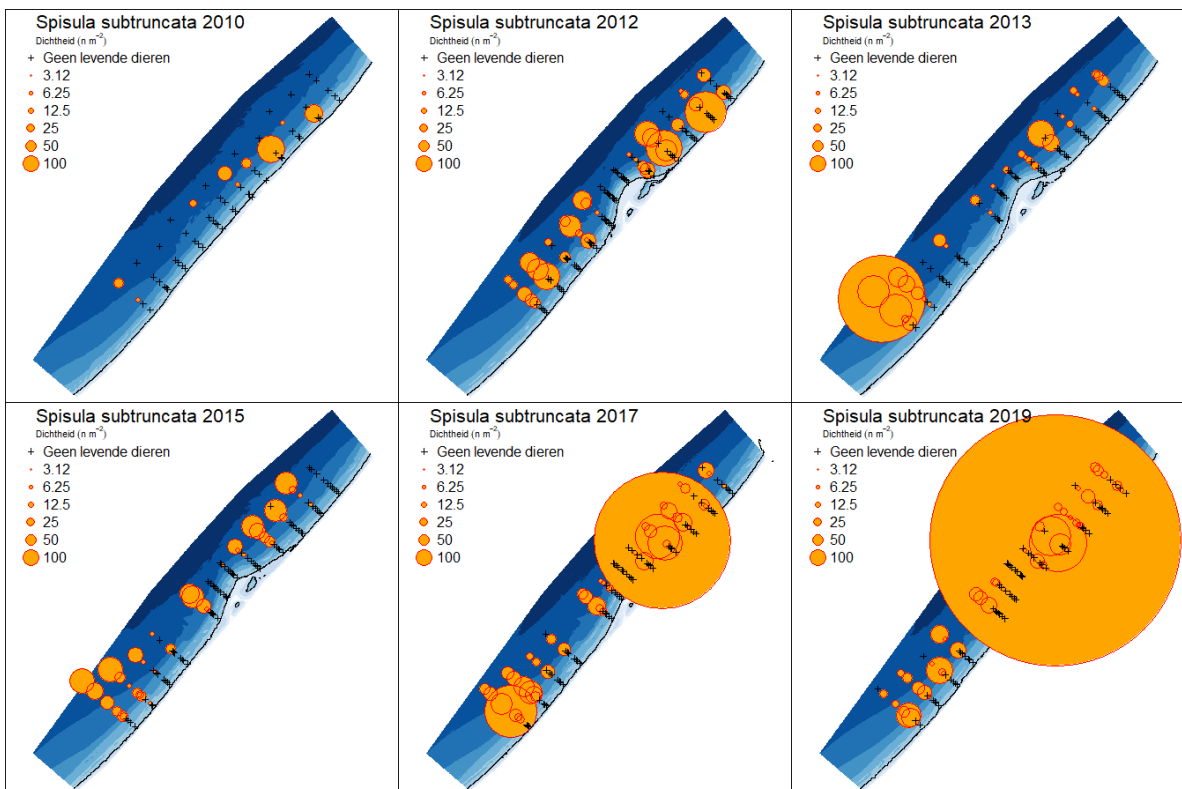 Spisula subtruncata 2010
Dichtheid (n m⁻²)
+ Geen levende dieren
3.12
6.25
12.5
25
50
100
Spisula subtruncata 2012
Dichtheid (n m⁻²)
+ Geen levende dieren
3.12
6.25
12.5
25
50
100
Spisula subtruncata 2013
Dichtheid (n m⁻²)
+ Geen levende dieren
3.12
6.25
12.5
25
50
100
Spisula subtruncata 2015
Dichtheid (n m⁻²)
+ Geen levende dieren
3.12
6.25
12.5
25
50
100
Spisula subtruncata 2017
Dichtheid (n m⁻²)
+ Geen levende dieren
3.12
6.25
12.5
25
50
100
Spisula subtruncata 2019
Dichtheid (n m⁻²)
+ Geen levende dieren
3.12
6.25
12.5
25
50
100